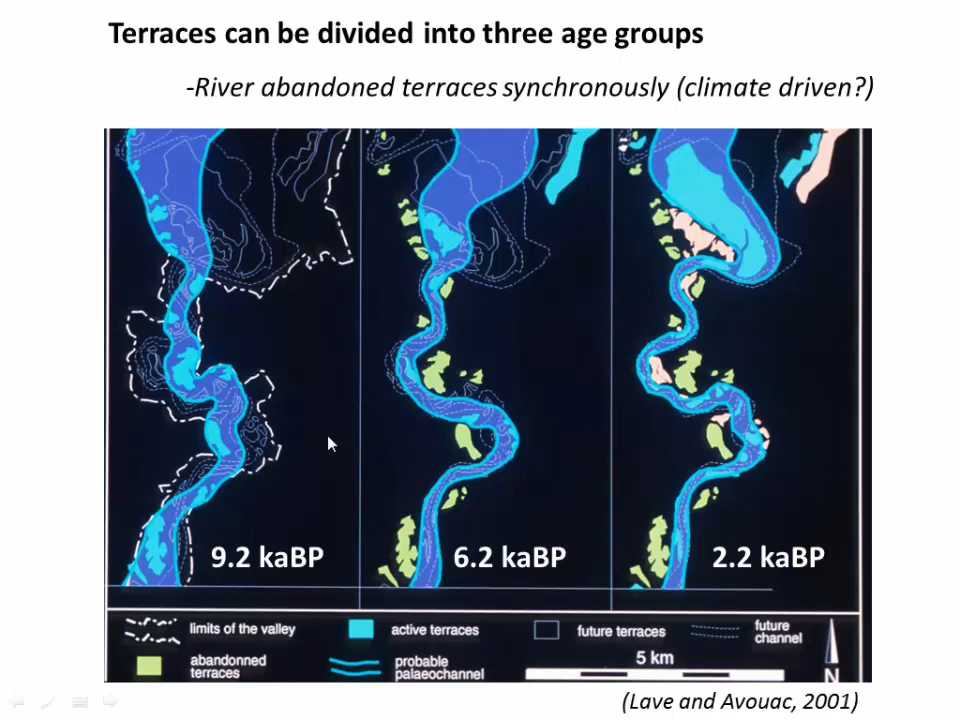 Terraces can be divided into three age groups
-River abandoned terraces synchronously (climate driven?)
9.2 kaBP
6.2 kaBP
2.2 kaBP
limits of the valley
active terraces
future terraces
future
channel
abandonned
terraces
probable
palaeochannel
5 km
N
(Lave and Avouac, 2001)